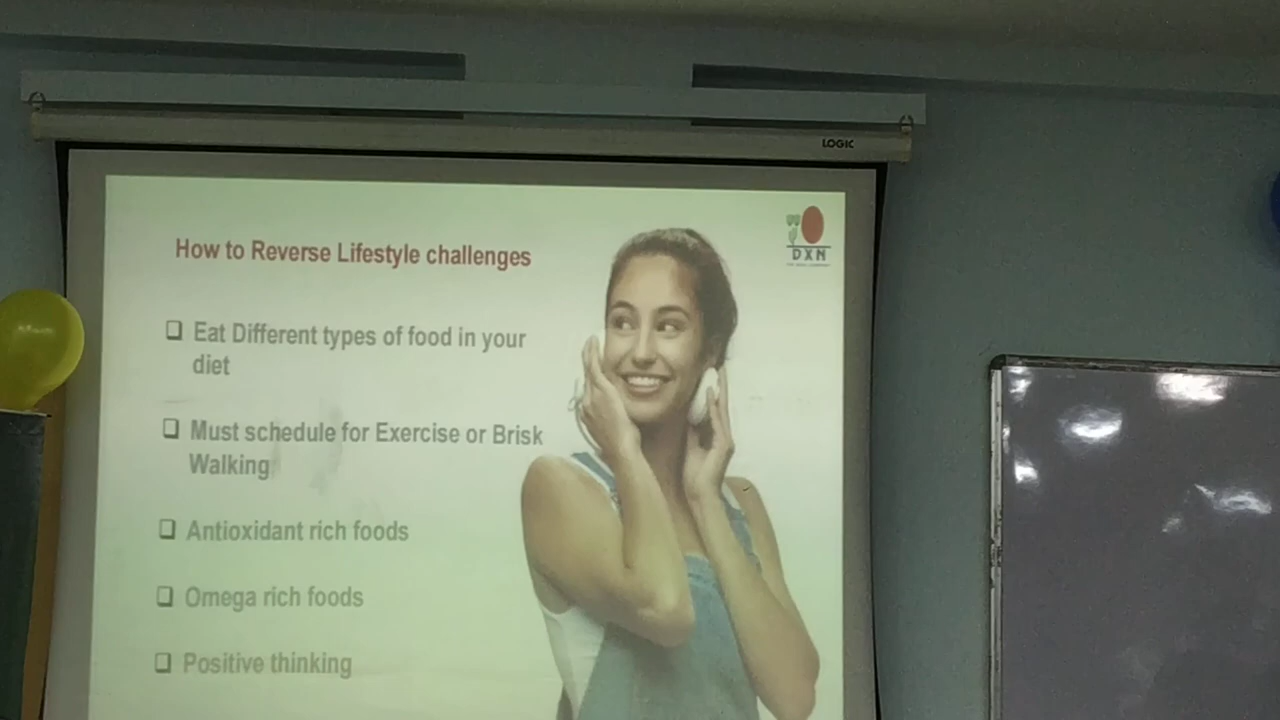 LOGIC
DXN
How to Reverse Lifestyle challenges
Eat Different types of food in your
diet
Must schedule for Exercise or Brisk
Walking
Antioxidant rich foods
Omega rich foods
Positive thinking